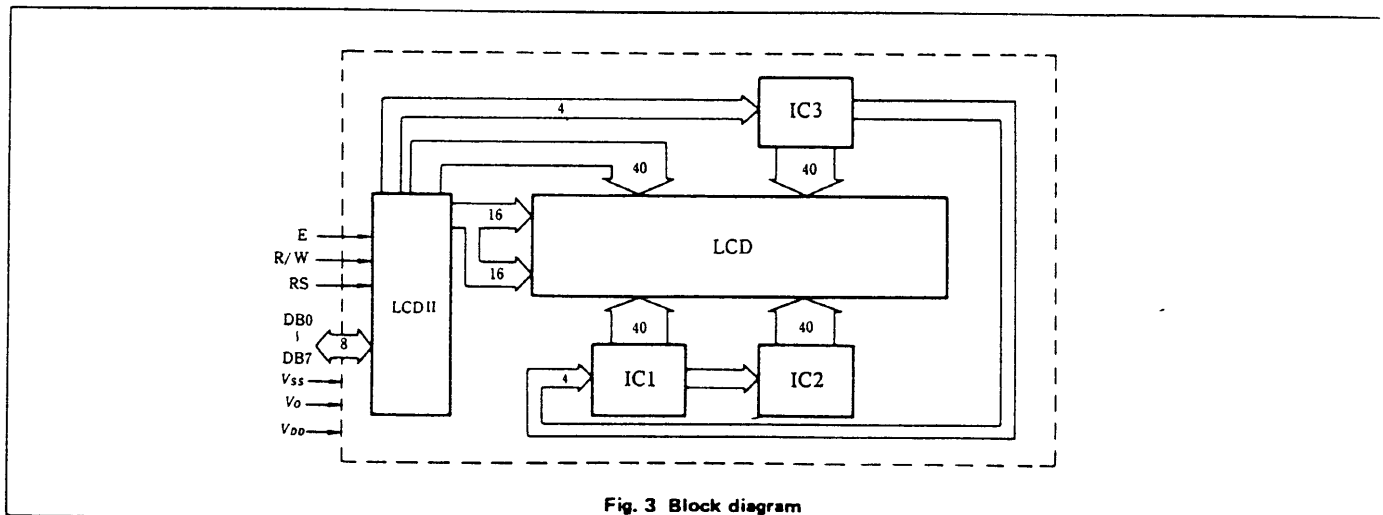 4
IC3
40
40
16
E
R/W
LCD
RS
16
LCDII
DB0
~
8
DB7
40
40
VSS
4
IC1
IC2
VO
VDD
Fig. 3 Block diagram